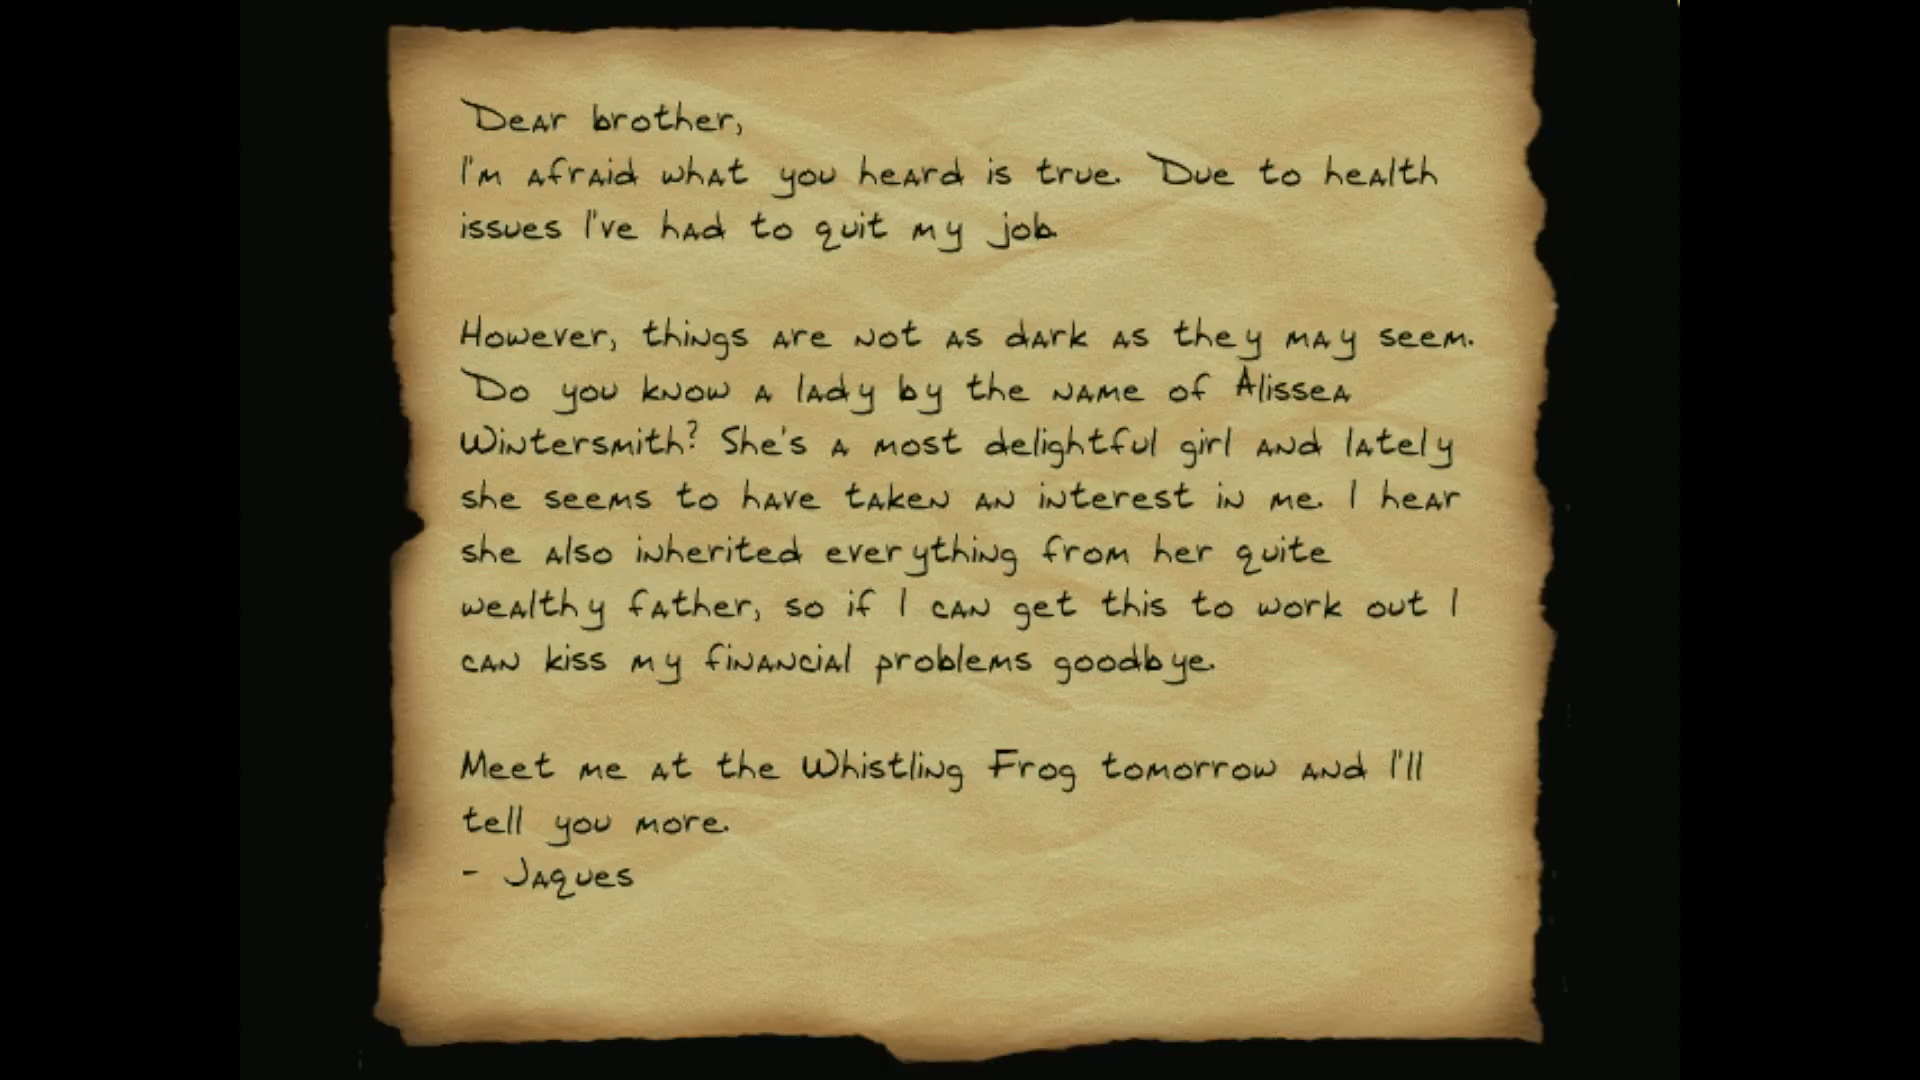 Dear brother,
I'm afraid what you heard is true. Due to health
issues I've had to quit my job.
However, things are not as dark as they may seem.
Do you know a lady by the name of Alissea
Wintersmith? She's a most delightful girl and lately
she seems to have taken an interest in me. I hear
she also inherited everything from her quite
wealthy father, so if I can get this to work out I
can kiss my financial problems goodbye.
Meet me at the Whistling Frog tomorrow and I'll
tell you more.
- Jaques